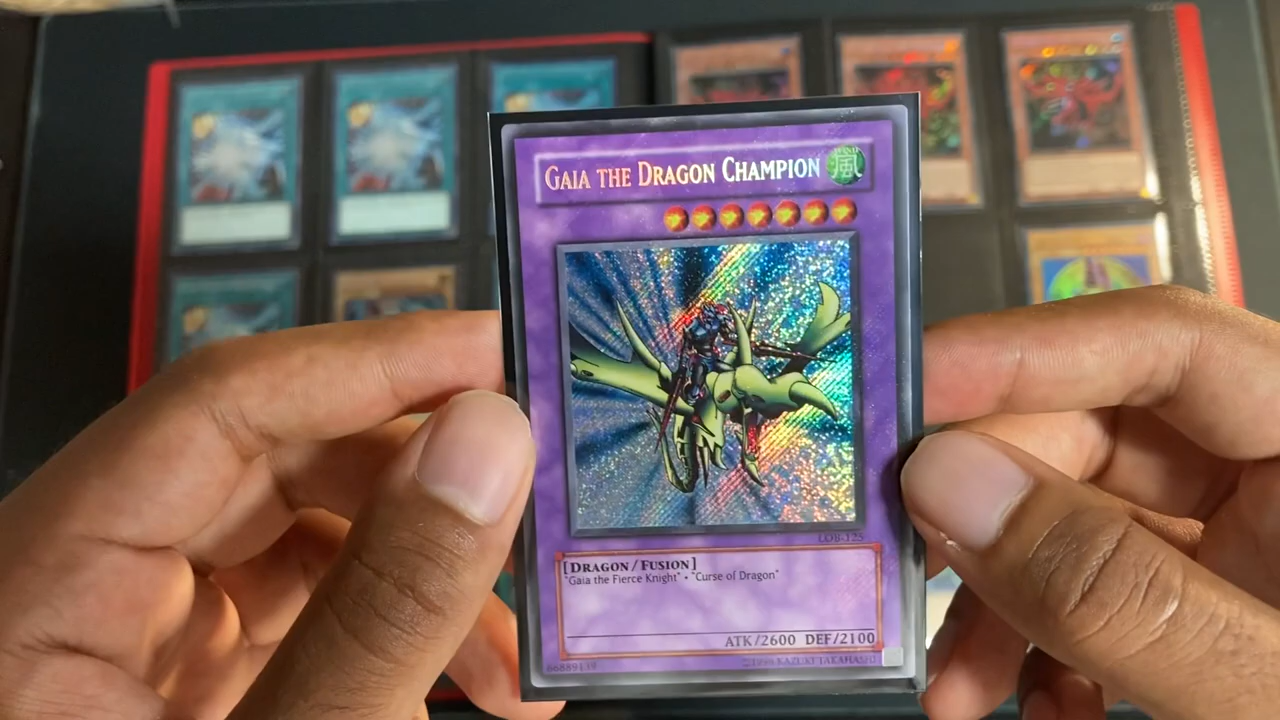 GAIA THE DRAGON CHAMPION
WIND
風
LOB-125
[DRAGON/FUSION]
"Gaia the Fierce Knight" • "Curse of Dragon"
ATK/2600 DEF/2100
66889139
©1996 KAZUKI TAKAHASHI